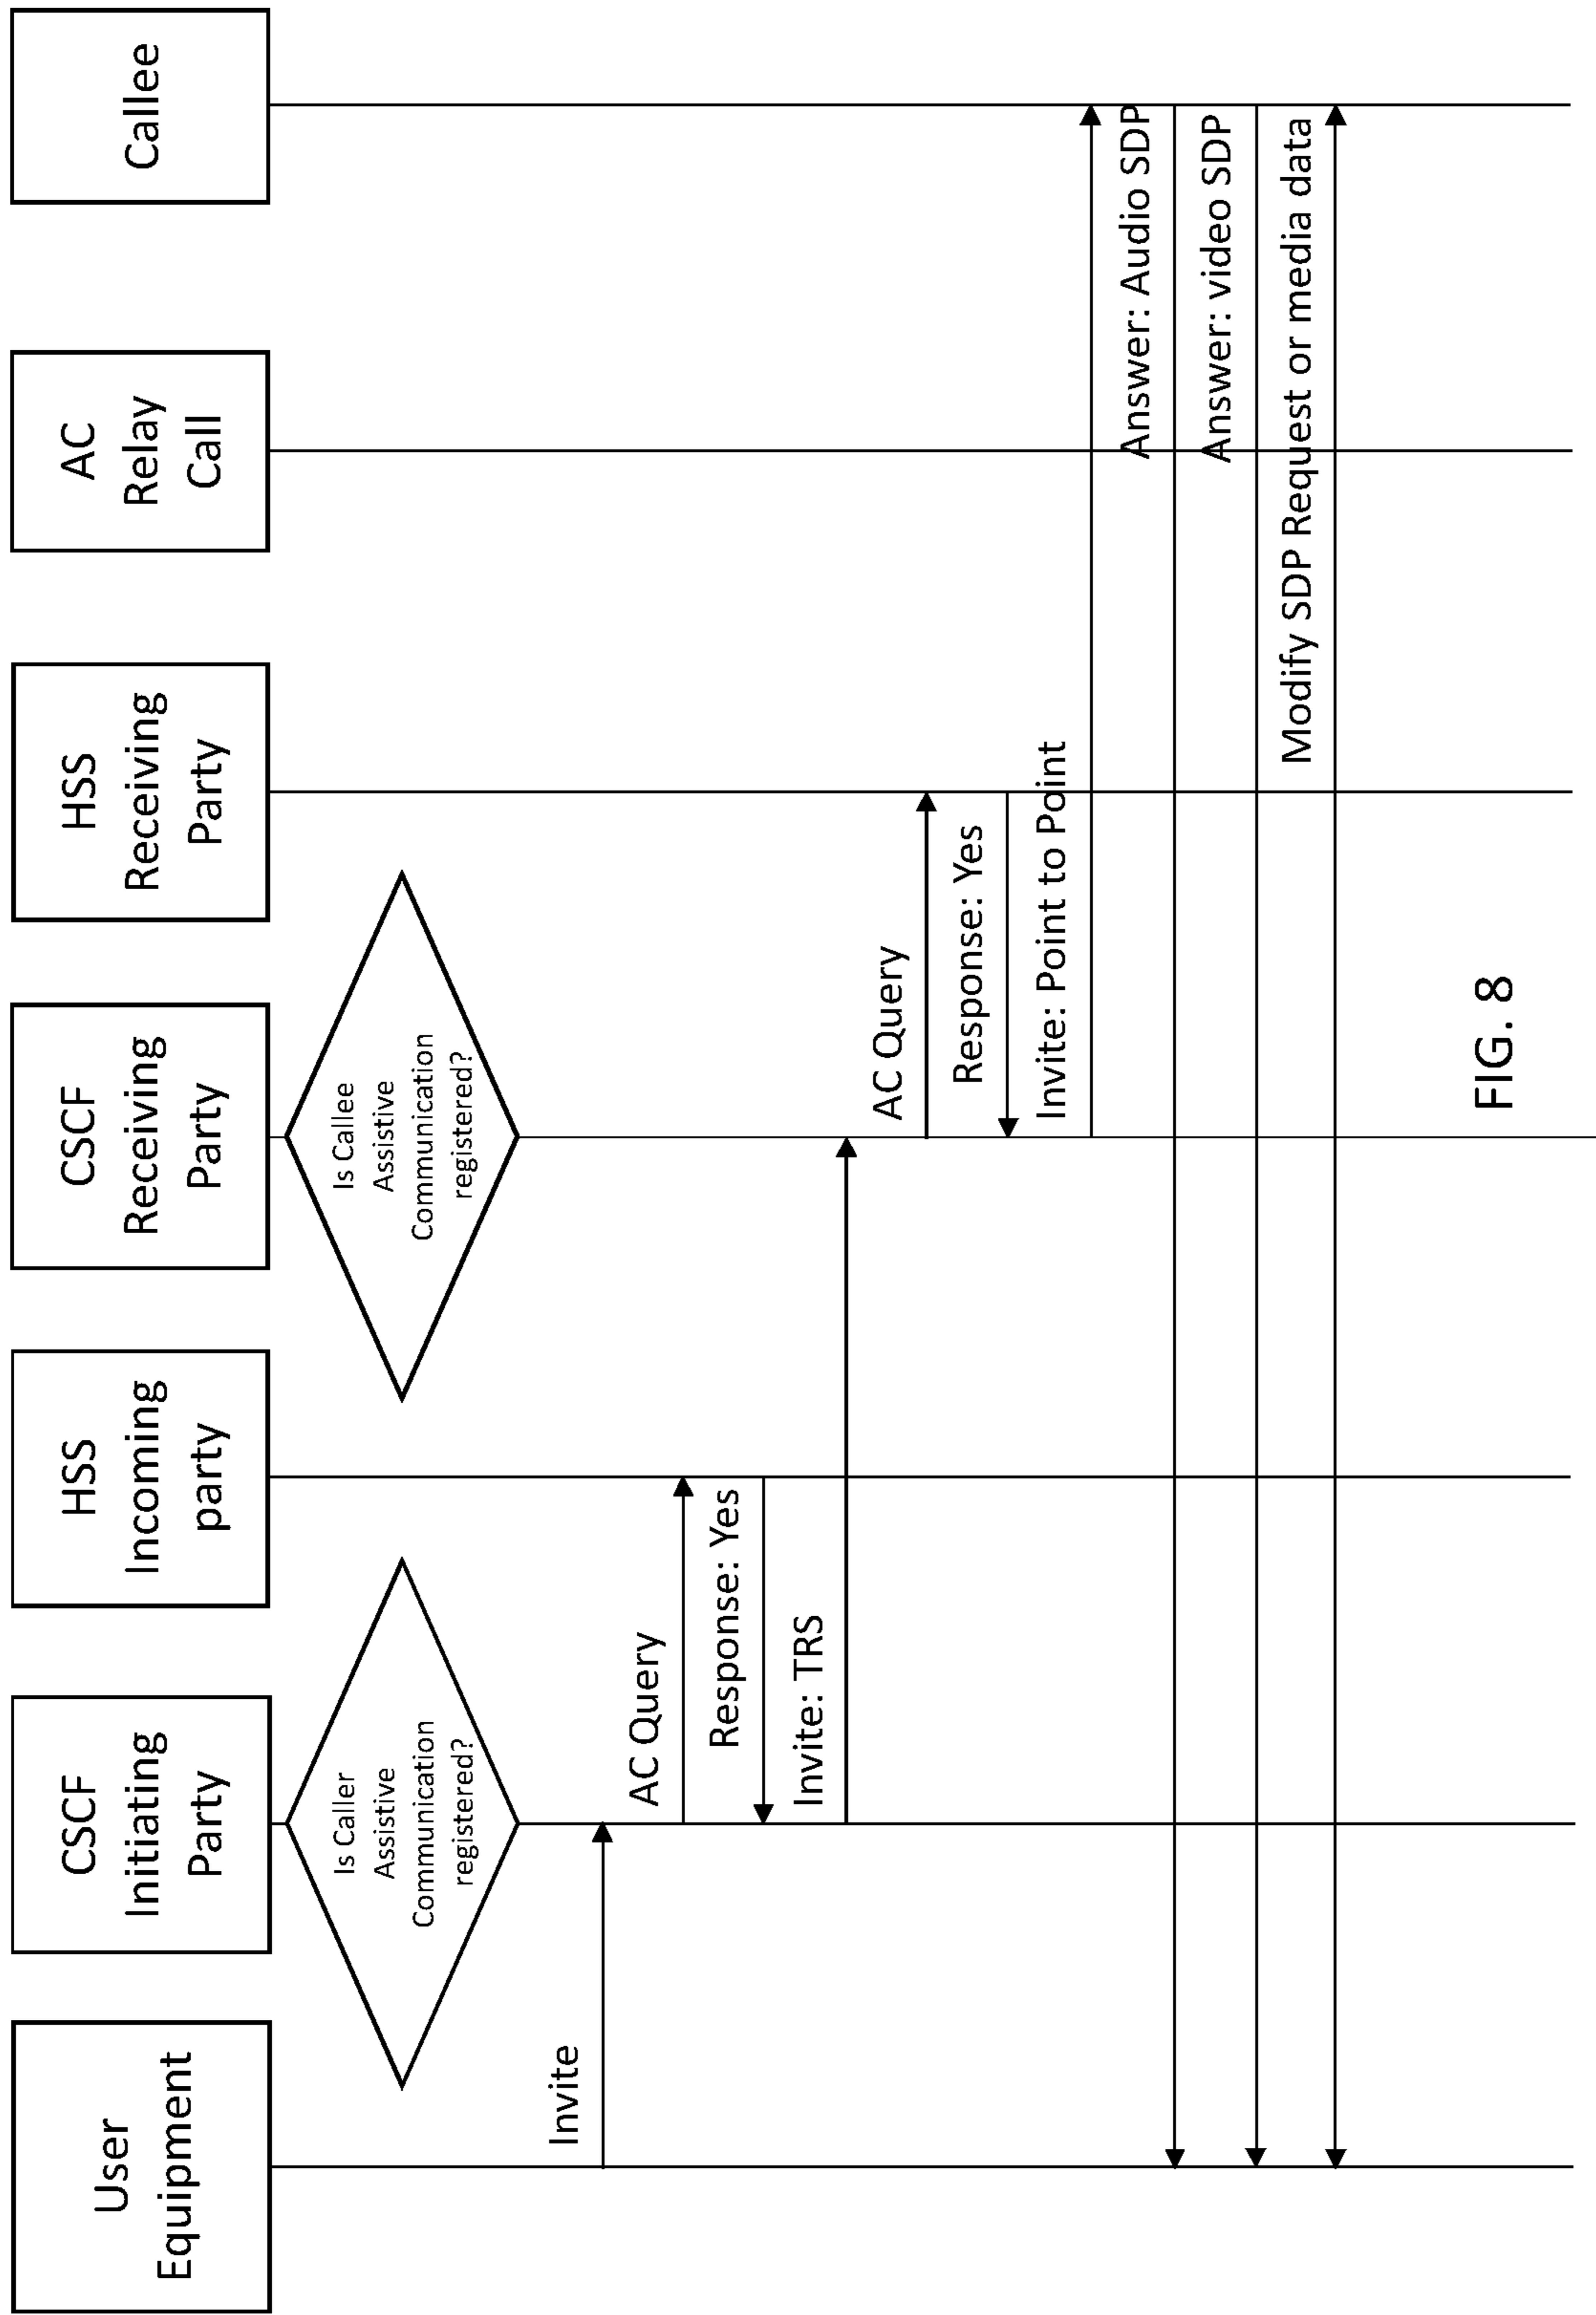 User
Equipment
CSCF
Initiating
Party
HSS
Incoming
party
CSCF
Receiving
Party
HSS
Receiving
Party
AC
Relay
Call
Callee
Is Caller
Assistive
Communication
registered?
Is Callee
Assistive
Communication
registered?
Invite
AC Query
Response: Yes
Invite: TRS
AC Query
Response: Yes
Invite: Point to Point
Answer: Audio SDP
Answer: video SDP
Modify SDP Request or media data
FIG. 8